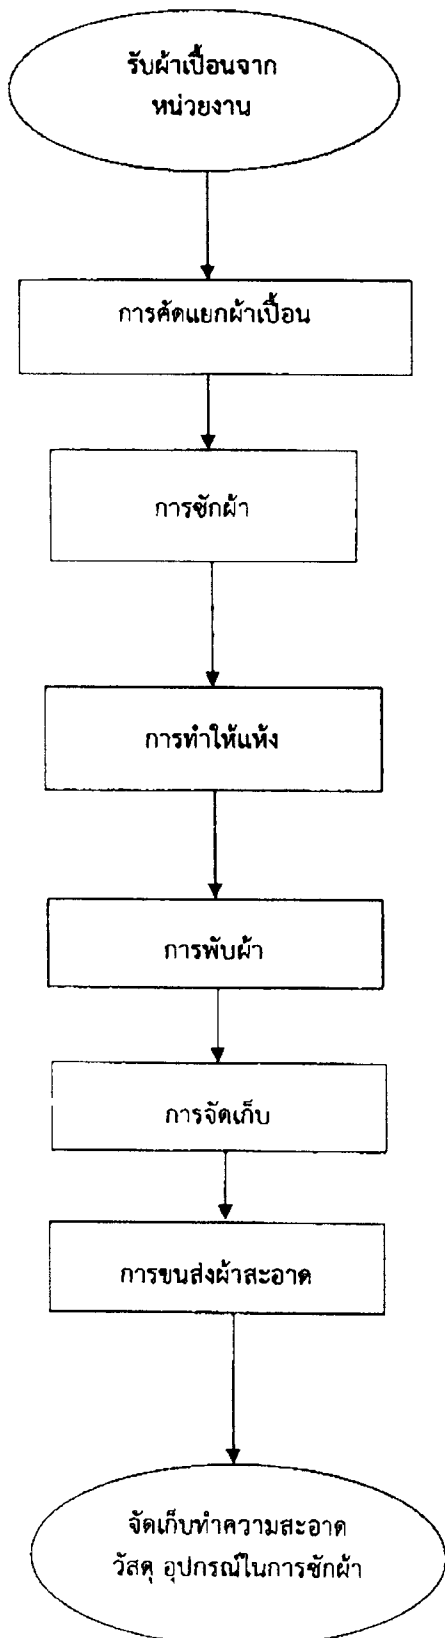 รับผ้าเปื้อนจาก
หน่วยงาน
การคัดแยกผ้าเปื้อน
การซักผ้า
การทำให้แห้ง
การพับผ้า
การจัดเก็บ
การขนส่งผ้าสะอาด
จัดเก็บทำความสะอาด
วัสดุ อุปกรณ์ในการซักผ้า